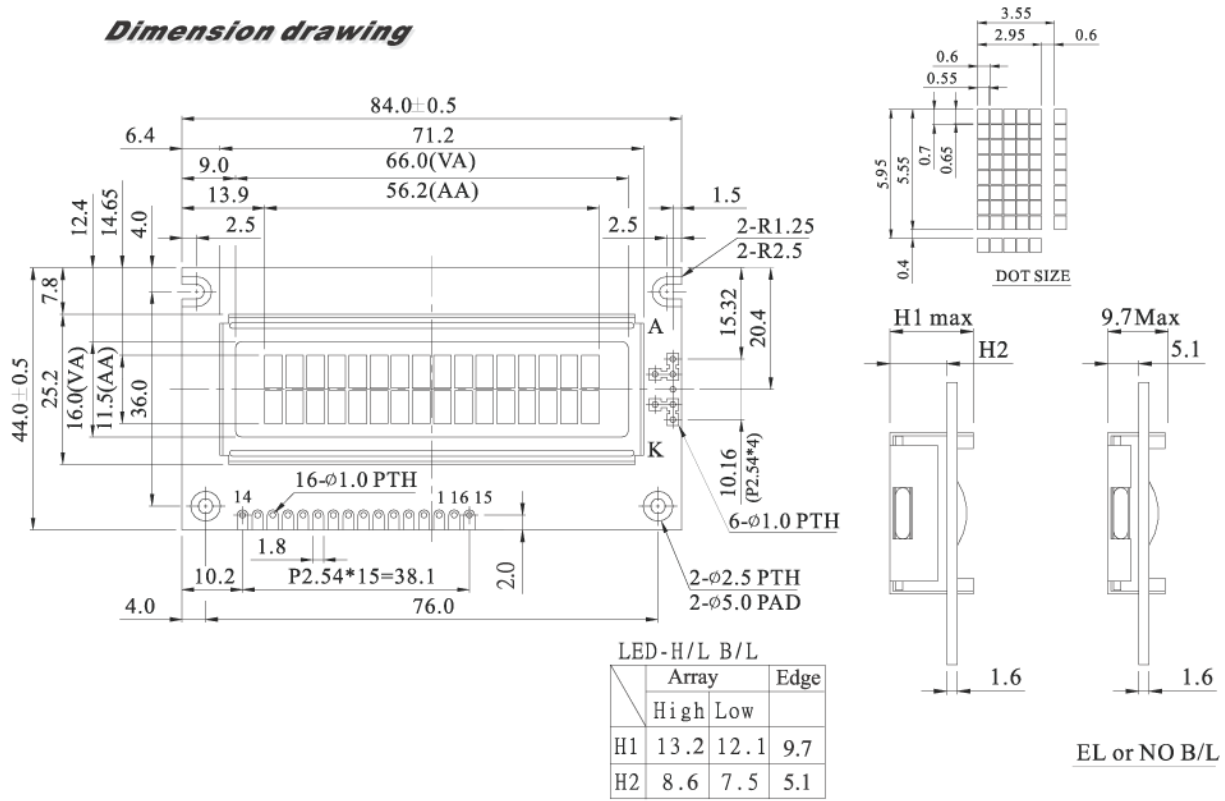 Dimension drawing
84.0±0.5
6.4 71.2
9.0 66.0(VA)
13.9 56.2(AA) 1.5
2.5 2.5
12.4
14.65
4.0
2-R1.25
2-R2.5
7.8
25.2
44.0±0.5
16.0(VA)
11.5(AA)
36.0
15.32
20.4
A
K
10.16
(P2.54*4)
14 16-ø1.0 PTH 1 16 15
6-ø1.0 PTH
1.8
10.2 P2.54*15=38.1
2.0
2-ø2.5 PTH
2-ø5.0 PAD
4.0 76.0
3.55
2.95 0.6
0.6
0.55
5.95
5.55
0.7
0.65
0.4
DOT SIZE
H1 max
H2
1.6
9.7Max
5.1
1.6
EL or NO B/L
LED-H/L B/L
Array Edge
High Low
H1 13.2 12.1 9.7
H2 8.6 7.5 5.1